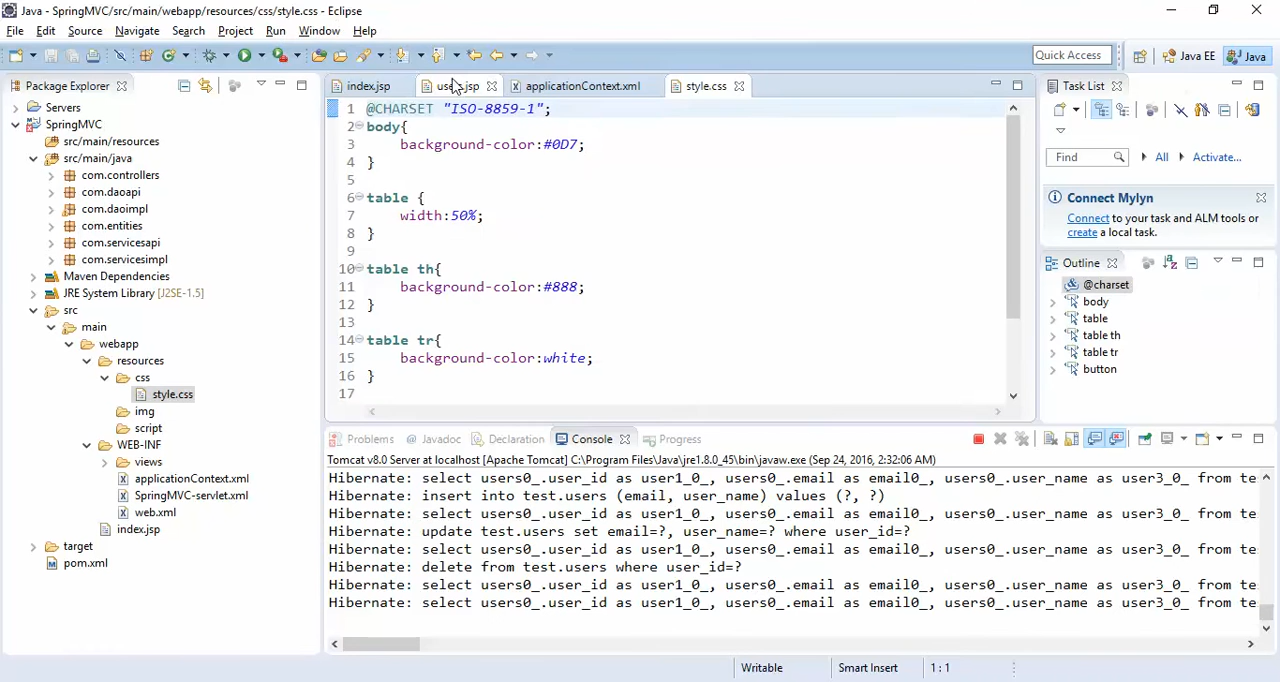 Java - SpringMVC/src/main/webapp/resources/css/style.css - Eclipse
File Edit Source Navigate Search Project Run Window Help
Quick Access
Java EE
Java
Package Explorer
Servers
SpringMVC
src/main/resources
src/main/java
com.controllers
com.daoapi
com.daoimpl
com.entities
com.servicesapi
com.servicesimpl
Maven Dependencies
JRE System Library [J2SE-1.5]
src
main
webapp
resources
css
style.css
img
script
WEB-INF
views
applicationContext.xml
SpringMVC-servlet.xml
web.xml
index.jsp
target
pom.xml
index.jsp
applicationContext.xml
style.css
1 @CHARSET "ISO-8859-1";
2 body{
3 background-color:#0D7;
4 }
5
6 table {
7 width:50%;
8 }
9
10 table th{
11 background-color:#888;
12 }
13
14 table tr{
15 background-color:white;
16 }
17
Problems @ Javadoc Declaration Console Progress
Tomcat v8.0 Server at localhost [Apache Tomcat] C:\Program Files\Java\jre1.8.0_45\bin\javaw.exe (Sep 24, 2016, 2:32:06 AM)
Hibernate: select users0_.user_id as user1_0_, users0_.email as email0_, users0_.user_name as user3_0_ from te
Hibernate: insert into test.users (email, user_name) values (?, ?)
Hibernate: select users0_.user_id as user1_0_, users0_.email as email0_, users0_.user_name as user3_0_ from te
Hibernate: update test.users set email=?, user_name=? where user_id=?
Hibernate: select users0_.user_id as user1_0_, users0_.email as email0_, users0_.user_name as user3_0_ from te
Hibernate: delete from test.users where user_id=?
Hibernate: select users0_.user_id as user1_0_, users0_.email as email0_, users0_.user_name as user3_0_ from te
Hibernate: select users0_.user_id as user1_0_, users0_.email as email0_, users0_.user_name as user3_0_ from te
Task List
Find All Activate...
Connect Mylyn
Connect to your task and ALM tools or
create a local task.
Outline
@charset
body
table
table th
table tr
button
Writable Smart Insert 1 : 1